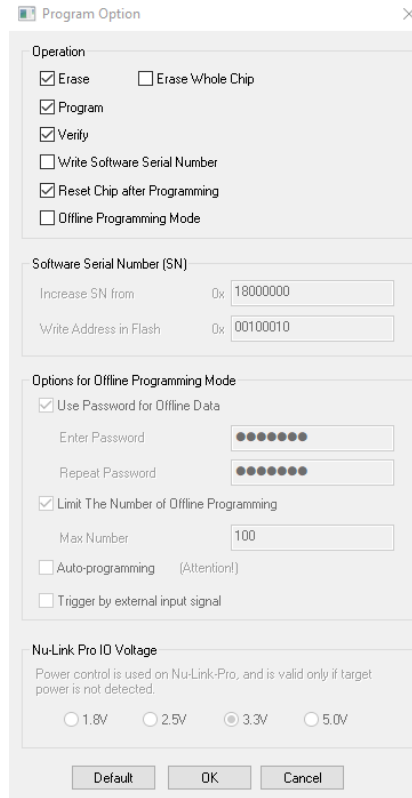 Program Option
Operation
Erase Erase Whole Chip
Program
Verify
Write Software Serial Number
Reset Chip after Programming
Offline Programming Mode
Software Serial Number (SN)
Increase SN from 0x 18000000
Write Address in Flash 0x 00100010
Options for Offline Programming Mode
Use Password for Offline Data
Enter Password
Repeat Password
Limit The Number of Offline Programming
Max Number 100
Auto-programming (Attention!)
Trigger by external input signal
Nu-Link Pro IO Voltage
Power control is used on Nu-Link-Pro, and is valid only if target
power is not detected.
1.8V 2.5V 3.3V 5.0V
Default OK Cancel